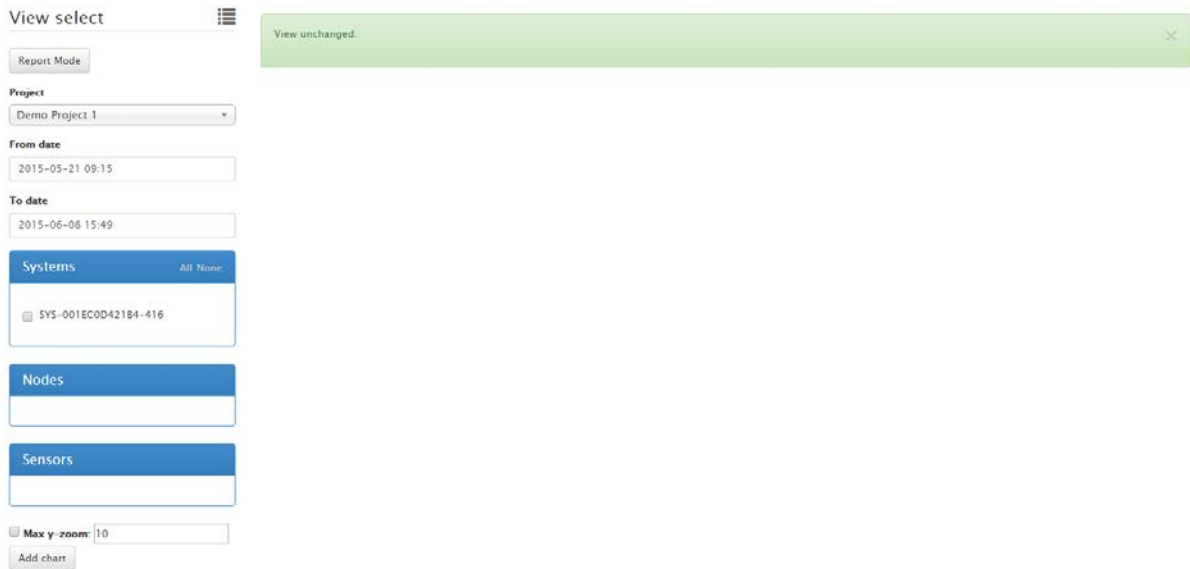 View select
View unchanged.
Report Mode
Project
Demo Project 1
From date
2015-05-21 09:15
To date
2015-06-08 15:49
Systems All None
SYS-001EC0D421B4-416
Nodes
Sensors
Max y-zoom: 10
Add chart